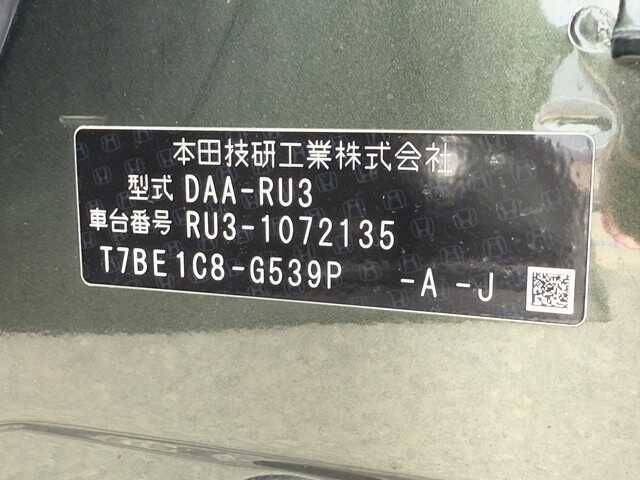 本田技研工業株式会社
型式 DAA-RU3
車台番号 RU3-1072135
T7BE1C8-G539P -A-J